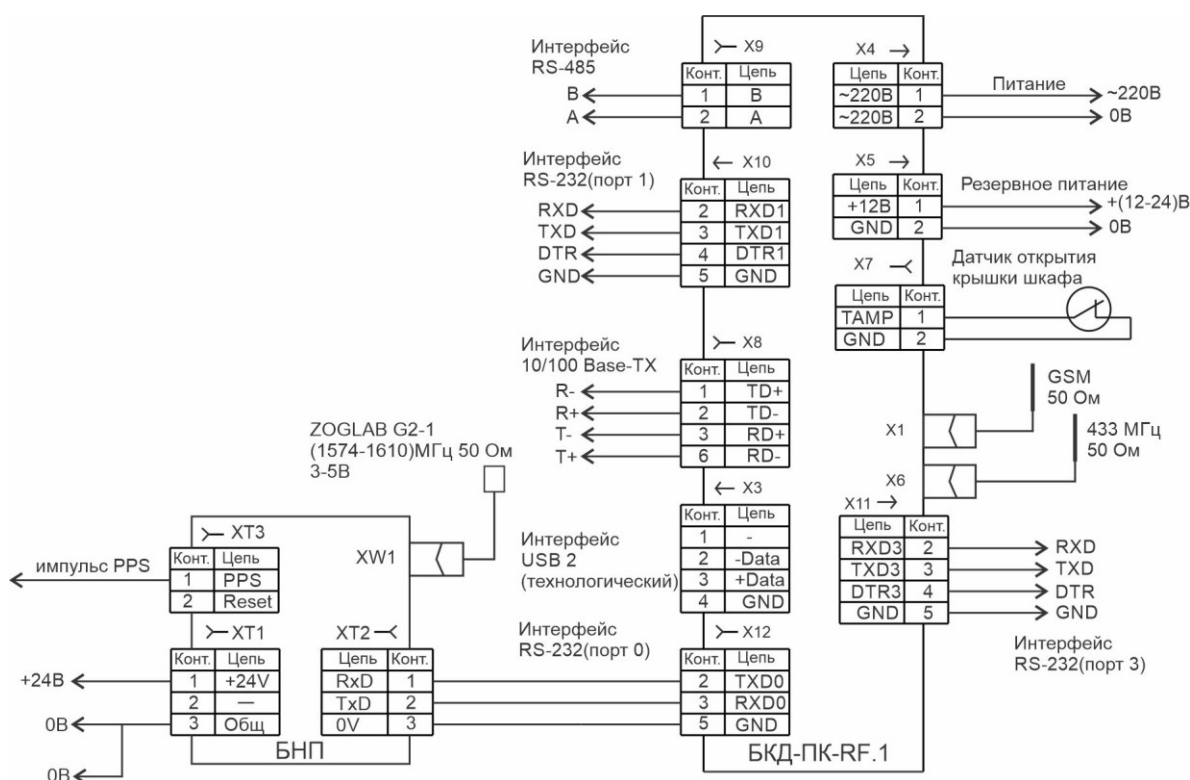 Интерфейс
RS-485
X9
Конт. Цепь
B 1 B
A 2 A
X4
Цепь Конт.
~220В 1 Питание ~220В
~220В 2 0В
Интерфейс
RS-232(порт 1)
X10
Конт. Цепь
RXD 2 RXD1
TXD 3 TXD1
DTR 4 DTR1
GND 5 GND
X5
Цепь Конт. Резервное питание
+12В 1 +(12-24)В
GND 2 0В
X7
Датчик открытия
крышки шкафа
Цепь Конт.
TAMP 1
GND 2
Интерфейс
10/100 Base-TX
X8
Конт. Цепь
R- 1 TD+
R+ 2 TD-
T- 3 RD+
T+ 6 RD-
GSM
50 Ом
X1
433 МГц
50 Ом
X6
ZOGLAB G2-1
(1574-1610)МГц 50 Ом
3-5В
X3
Конт. Цепь
1 -
2 -Data
3 +Data
4 GND
Интерфейс
USB 2
(технологический)
X11
Цепь Конт.
RXD3 2 RXD
TXD3 3 TXD
DTR3 4 DTR
GND 5 GND
Интерфейс
RS-232(порт 3)
XT3
Конт. Цепь
импульс PPS 1 PPS
2 Reset
XW1
XT1
Конт. Цепь
+24В 1 +24V
2 —
0В 3 Общ
0В
XT2
Цепь Конт.
RxD 1
TxD 2
0V 3
Интерфейс
RS-232(порт 0)
X12
Конт. Цепь
2 TXD0
3 RXD0
5 GND
БНП
БКД-ПК-RF.1